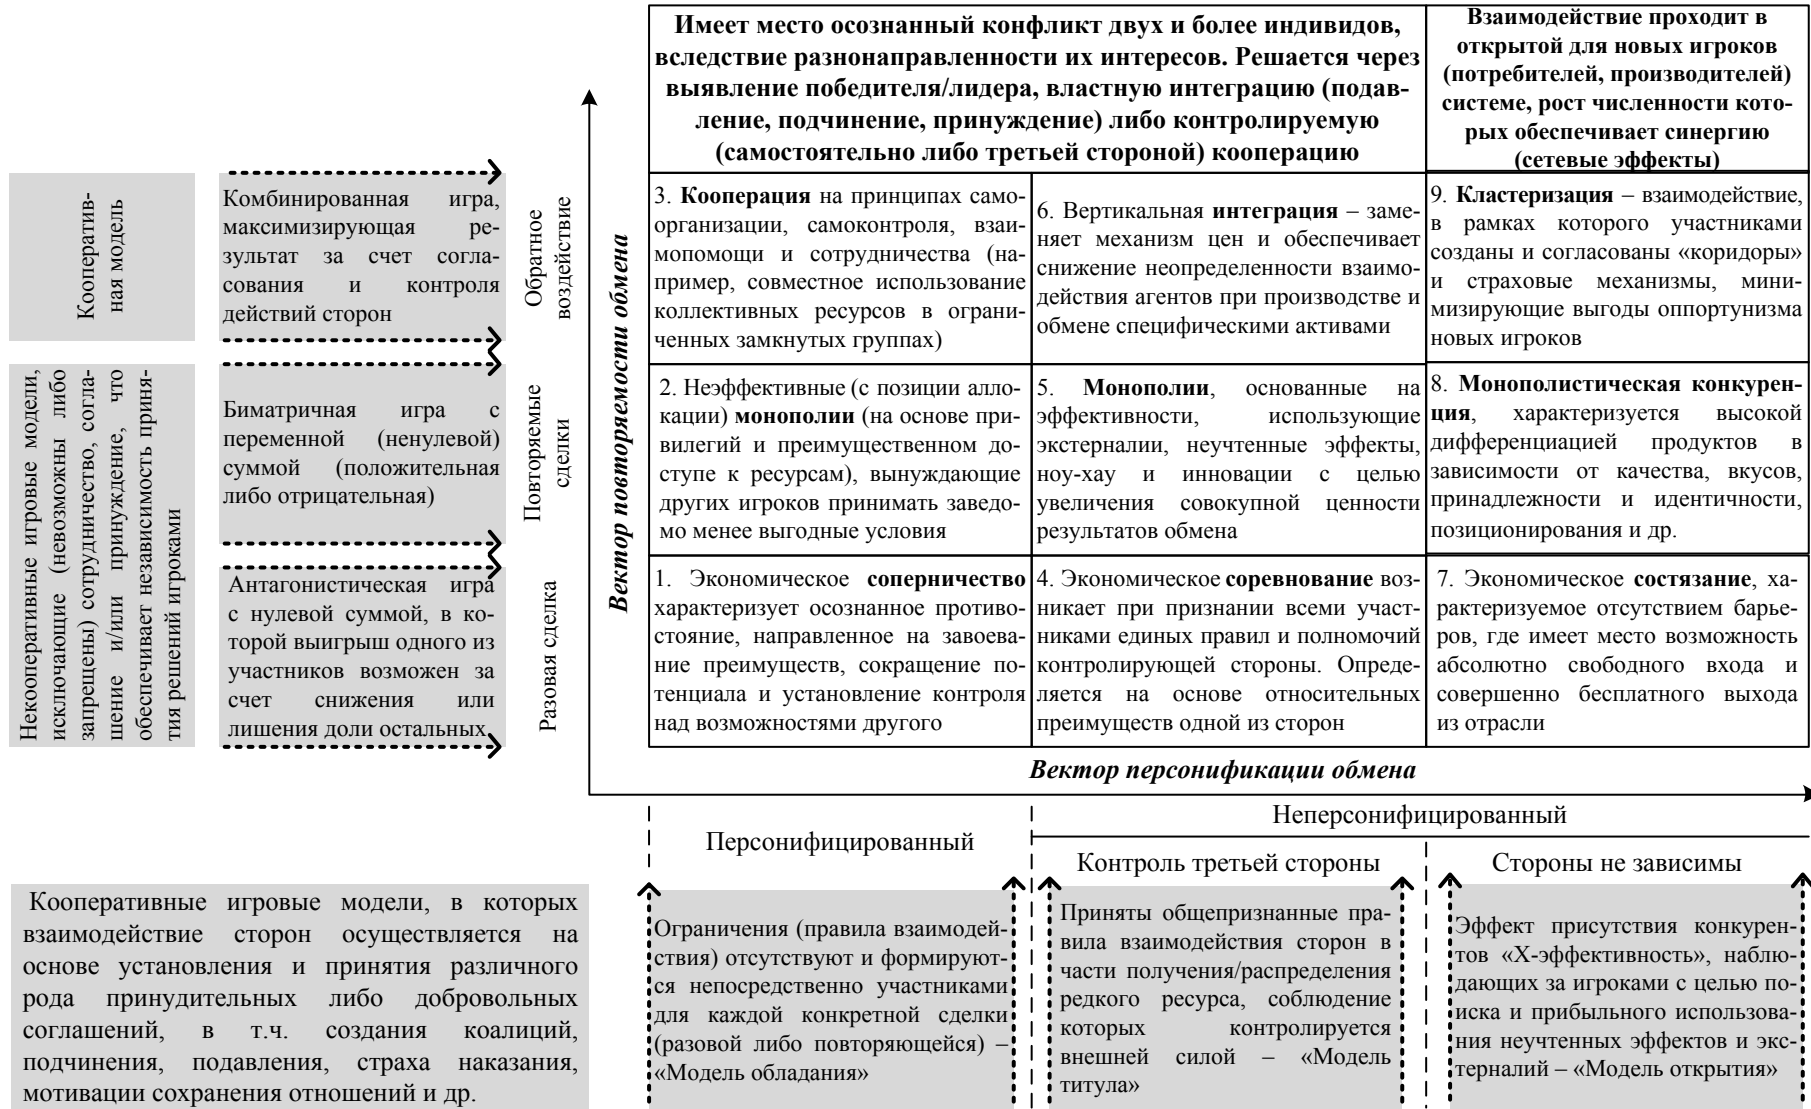 Имеет место осознанный конфликт двух и более индивидов,
вследствие разнонаправленности их интересов. Решается через
выявление победителя/лидера, властную интеграцию (подав-
ление, подчинение, принуждение) либо контролируемую
(самостоятельно либо третьей стороной) кооперацию
Взаимодействие проходит в
открытой для новых игроков
(потребителей, производителей)
системе, рост численности кото-
рых обеспечивает синергию
(сетевые эффекты)
Кооператив-
ная модель
Комбинированная игра,
максимизирующая ре-
зультат за счет согла-
сования и контроля
действий сторон
Обратное
воздействие
Вектор повторяемости обмена
3. Кооперация на принципах само-
организации, самоконтроля, взаи-
мопомощи и сотрудничества (на-
пример, совместное использование
коллективных ресурсов в ограни-
ченных замкнутых группах)
6. Вертикальная интеграция – заме-
няет механизм цен и обеспечивает
снижение неопределенности взаимо-
действия агентов при производстве и
обмене специфическими активами
9. Кластеризация – взаимодействие,
в рамках которого участниками
созданы и согласованы «коридоры»
и страховые механизмы, мини-
мизирующие выгоды оппортунизма
новых игроков
Некооперативные игровые модели,
исключающие (невозможны либо
запрещены) сотрудничество, согла-
шение и/или принуждение, что
обеспечивает независимость приня-
тия решений игроками
Биматричная игра с
переменной (ненулевой)
суммой (положительная
либо отрицательная)
Повторяемые
сделки
2. Неэффективные (с позиции алло-
кации) монополии (на основе при-
вилегий и преимущественном до-
ступе к ресурсам), вынуждающие
других игроков принимать заведо-
мо менее выгодные условия
5. Монополии, основанные на
эффективности, использующие
экстерналии, неучтенные эффекты,
ноу-хау и инновации с целью
увеличения совокупной ценности
результатов обмена
8. Монополистическая конкурен-
ция, характеризуется высокой
дифференциацией продуктов в
зависимости от качества, вкусов,
принадлежности и идентичности,
позиционирования и др.
Антагонистическая игра
с нулевой суммой, в ко-
торой выигрыш одного из
участников возможен за
счет снижения или
лишения доли остальных
Разовая сделка
1. Экономическое соперничество
характеризует осознанное противо-
стояние, направленное на завоева-
ние преимуществ, сокращение по-
тенциала и установление контроля
над возможностями другого
4. Экономическое соревнование воз-
никает при признании всеми участ-
никами единых правил и полномочий
контролирующей стороны. Опреде-
ляется на основе относительных
преимуществ одной из сторон
7. Экономическое состязание, ха-
рактеризуемое отсутствием барье-
ров, где имеет место возможность
абсолютно свободного входа и
совершенно бесплатного выхода
из отрасли
Вектор персонификации обмена
Персонифицированный
Неперсонифицированный
Контроль третьей стороны
Стороны не зависимы
Кооперативные игровые модели, в которых
взаимодействие сторон осуществляется на
основе установления и принятия различного
рода принудительных либо добровольных
соглашений, в т.ч. создания коалиций,
подчинения, подавления, страха наказания,
мотивации сохранения отношений и др.
Ограничения (правила взаимодей-
ствия) отсутствуют и формируют-
ся непосредственно участниками
для каждой конкретной сделки
(разовой либо повторяющейся) –
«Модель обладания»
Приняты общепризнанные пра-
вила взаимодействия сторон в
части получения/распределения
редкого ресурса, соблюдение
которых контролируется
внешней силой – «Модель
титула»
Эффект присутствия конкурен-
тов «Х-эффективность», наблю-
дающих за игроками с целью по-
иска и прибыльного использова-
ния неучтенных эффектов и экс-
терналий – «Модель открытия»